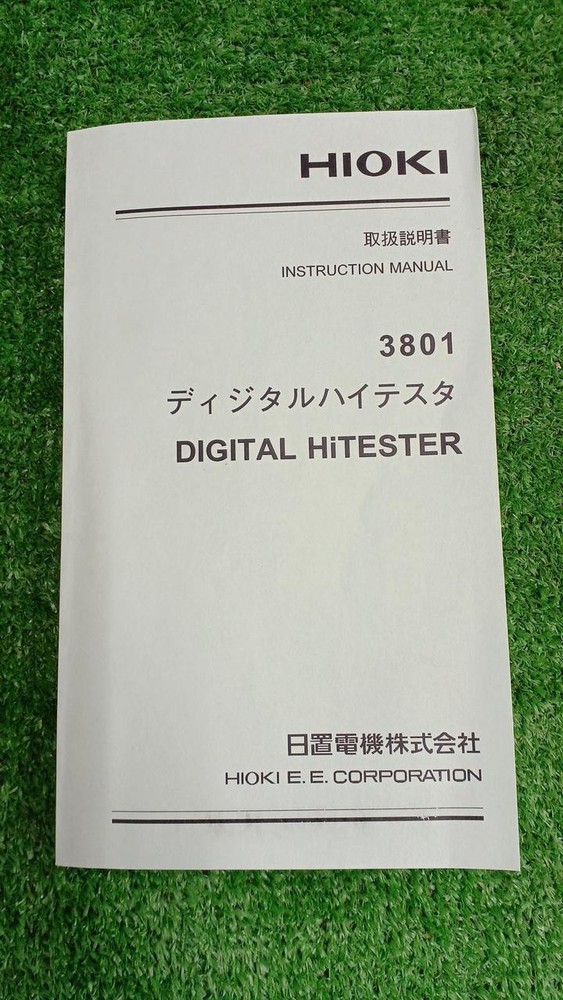 HIOKI
取扱説明書
INSTRUCTION MANUAL
3801
ディジタルハイテスタ
DIGITAL HiTESTER
日置電機株式会社
HIOKI E. E. CORPORATION